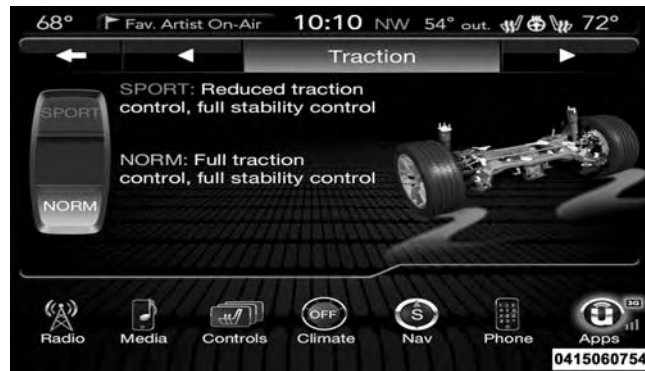 68° Fav. Artist On-Air 10:10 NW 54° out. 72°
Traction
SPORT: Reduced traction
control, full stability control
SPORT
NORM: Full traction
control, full stability control
NORM
OFF S 3G
Radio Media Controls Climate Nav Phone Apps
0415060754